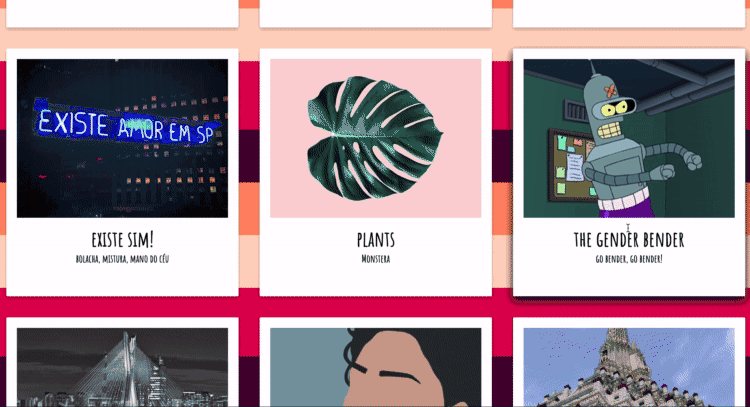 EXISTE AMOR EM SP
EXISTE SIM!
BOLACHA, MISTURA, MANO DO CÉU
PLANTS
MONSTERA
THE GENDER BENDER
GO BENDER, GO BENDER!